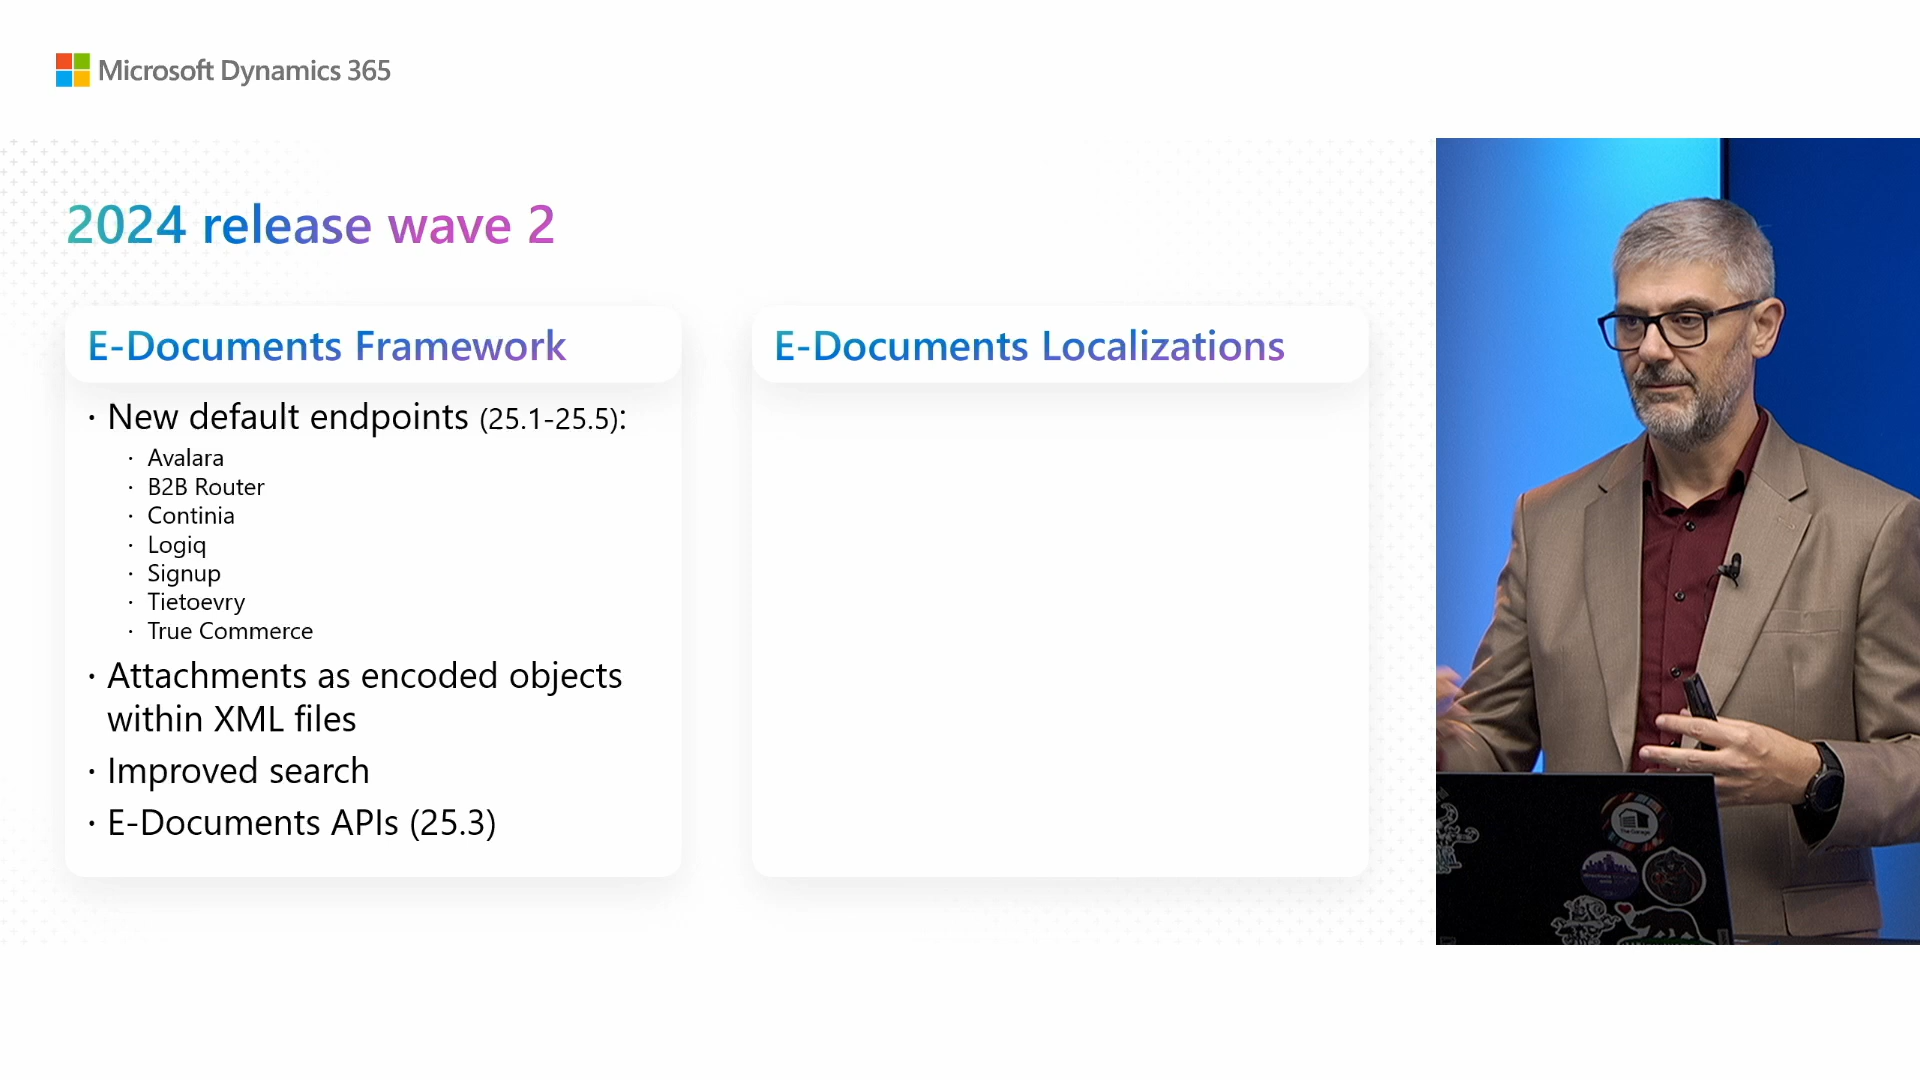 Microsoft Dynamics 365
2024 release wave 2
E-Documents Framework
· New default endpoints (25.1-25.5):
· Avalara
· B2B Router
· Continia
· Logiq
· Signup
· Tietoevry
· True Commerce
· Attachments as encoded objects
within XML files
· Improved search
· E-Documents APIs (25.3)
E-Documents Localizations
The Garage